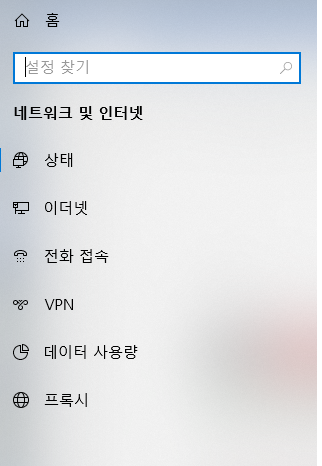 홈
설정 찾기
네트워크 및 인터넷
상태
이더넷
전화 접속
VPN
데이터 사용량
프록시